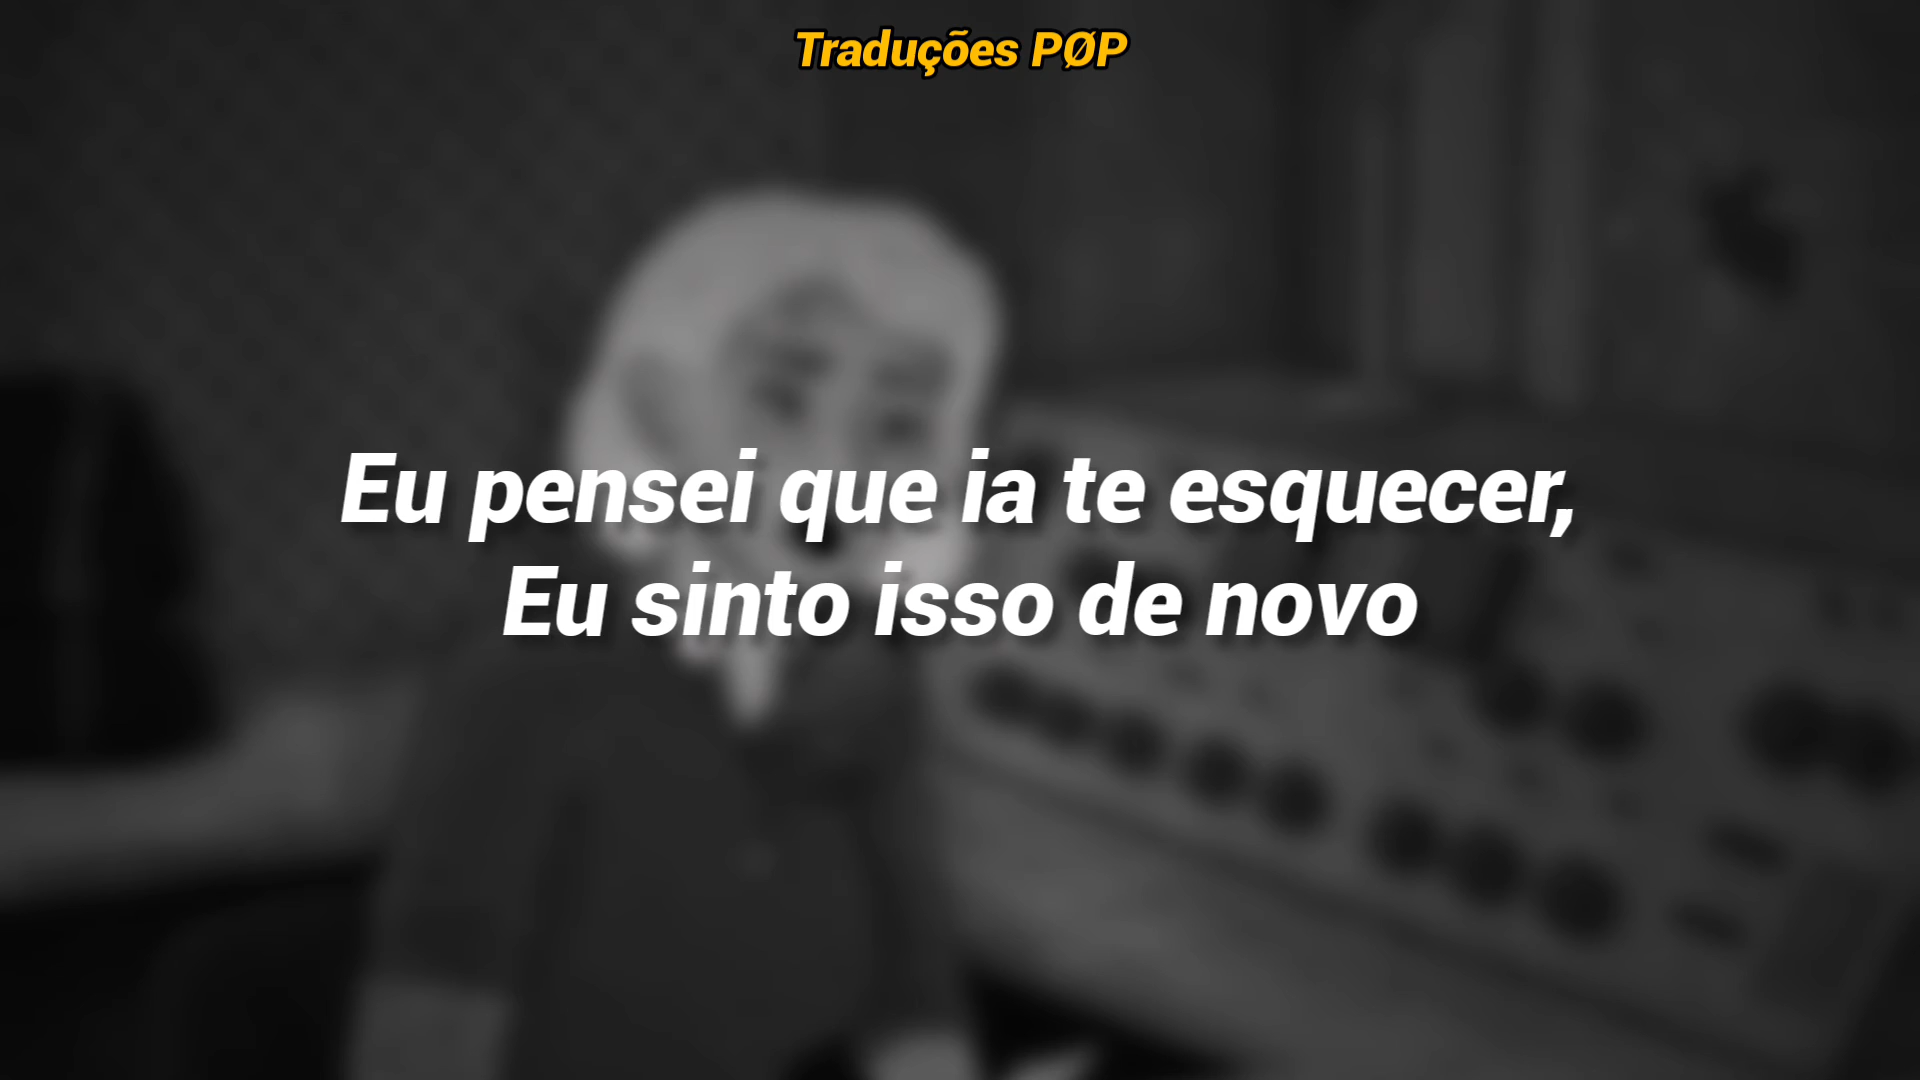 Traduções PØP
Eu pensei que ia te esquecer,
Eu sinto isso de novo